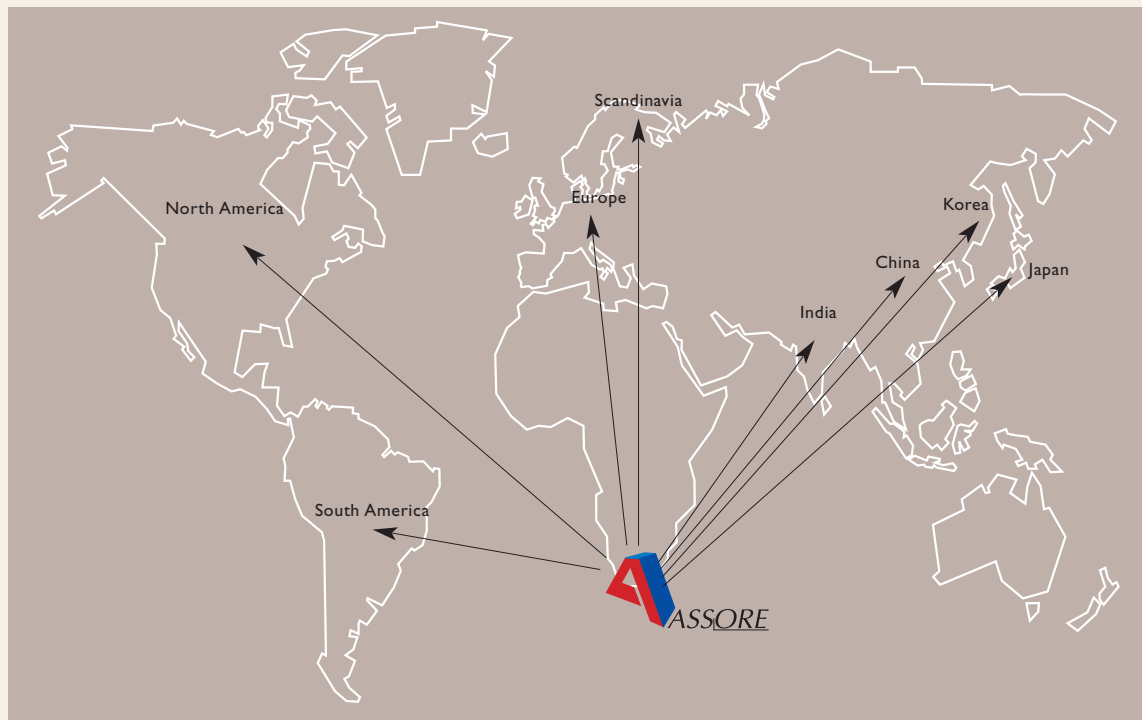 Scandinavia
Europe
North America
Korea
China
Japan
India
South America
ASSORE